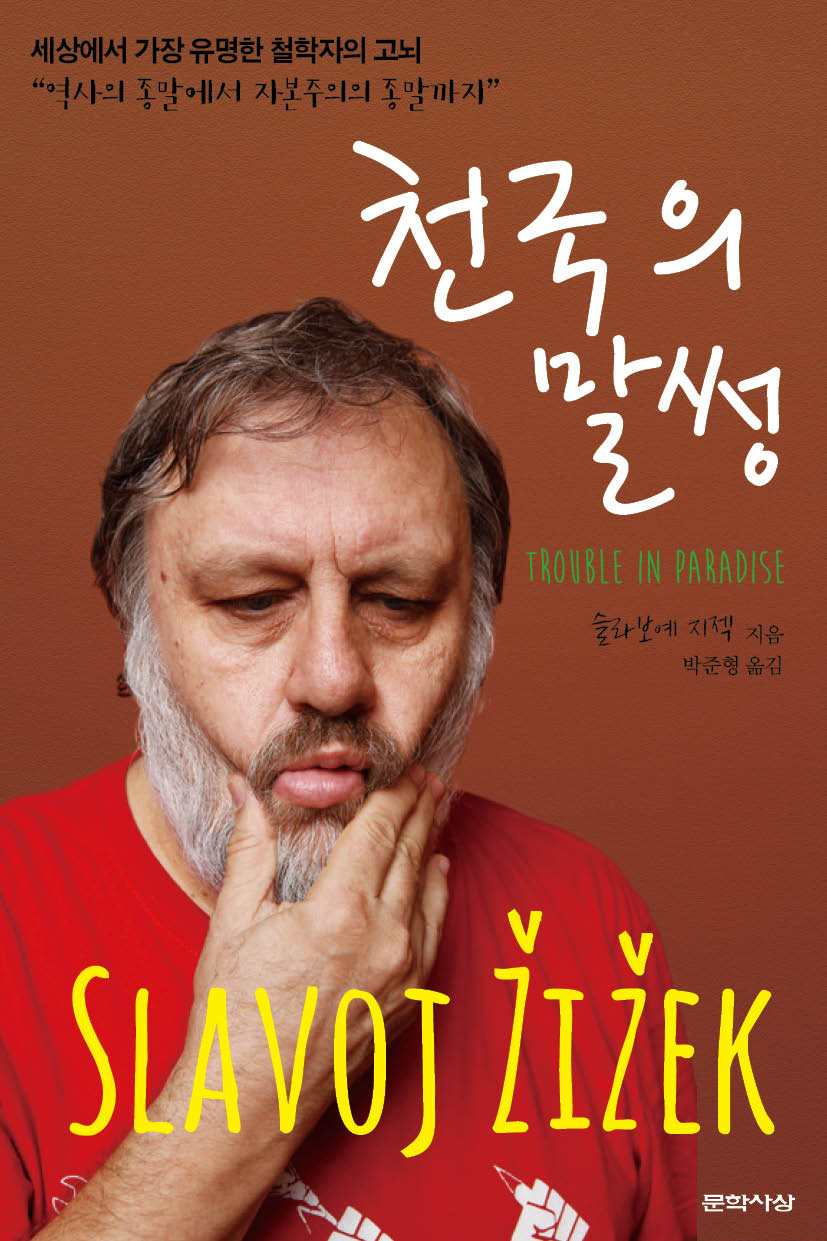 세상에서 가장 유명한 철학자의 고뇌
“역사의 종말에서 자본주의의 종말까지”
천국의
말썽
TROUBLE IN PARADISE
슬라보예 지젝 지음
박준형 옮김
SLAVOJ ŽIŽEK
문학사상